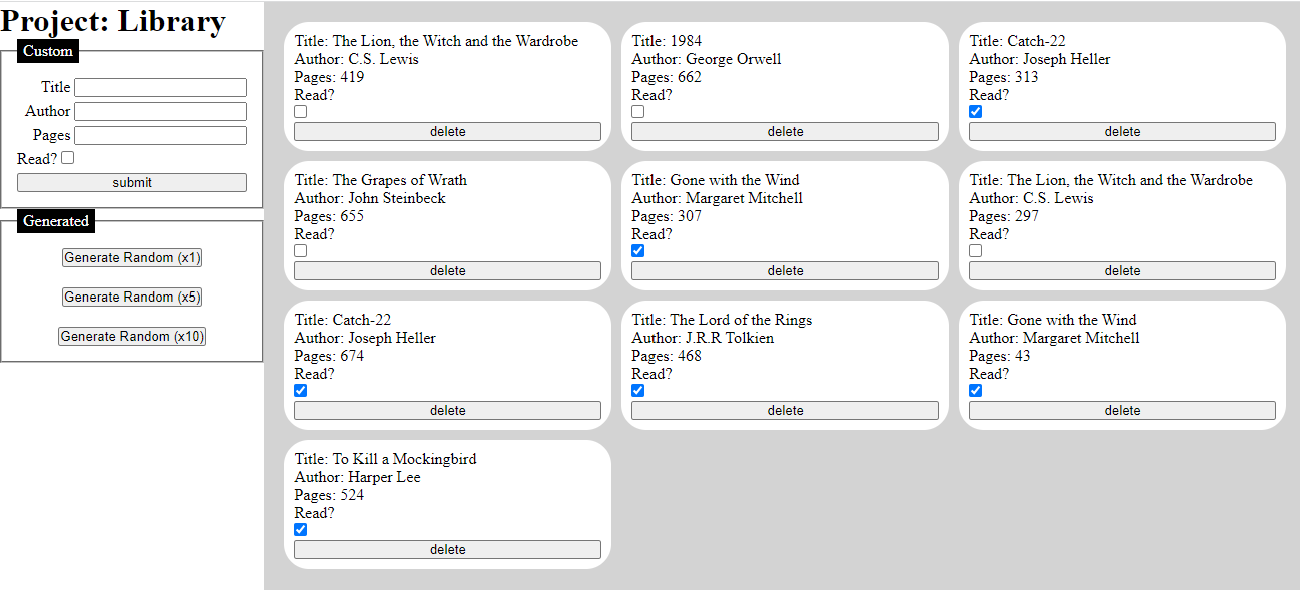 Project: Library
Custom
Title
Author
Pages
Read?
submit
Generated
Generate Random (x1)
Generate Random (x5)
Generate Random (x10)
Title: The Lion, the Witch and the Wardrobe
Author: C.S. Lewis
Pages: 419
Read?
delete
Title: 1984
Author: George Orwell
Pages: 662
Read?
delete
Title: Catch-22
Author: Joseph Heller
Pages: 313
Read?
delete
Title: The Grapes of Wrath
Author: John Steinbeck
Pages: 655
Read?
delete
Title: Gone with the Wind
Author: Margaret Mitchell
Pages: 307
Read?
delete
Title: The Lion, the Witch and the Wardrobe
Author: C.S. Lewis
Pages: 297
Read?
delete
Title: Catch-22
Author: Joseph Heller
Pages: 674
Read?
delete
Title: The Lord of the Rings
Author: J.R.R Tolkien
Pages: 468
Read?
delete
Title: Gone with the Wind
Author: Margaret Mitchell
Pages: 43
Read?
delete
Title: To Kill a Mockingbird
Author: Harper Lee
Pages: 524
Read?
delete